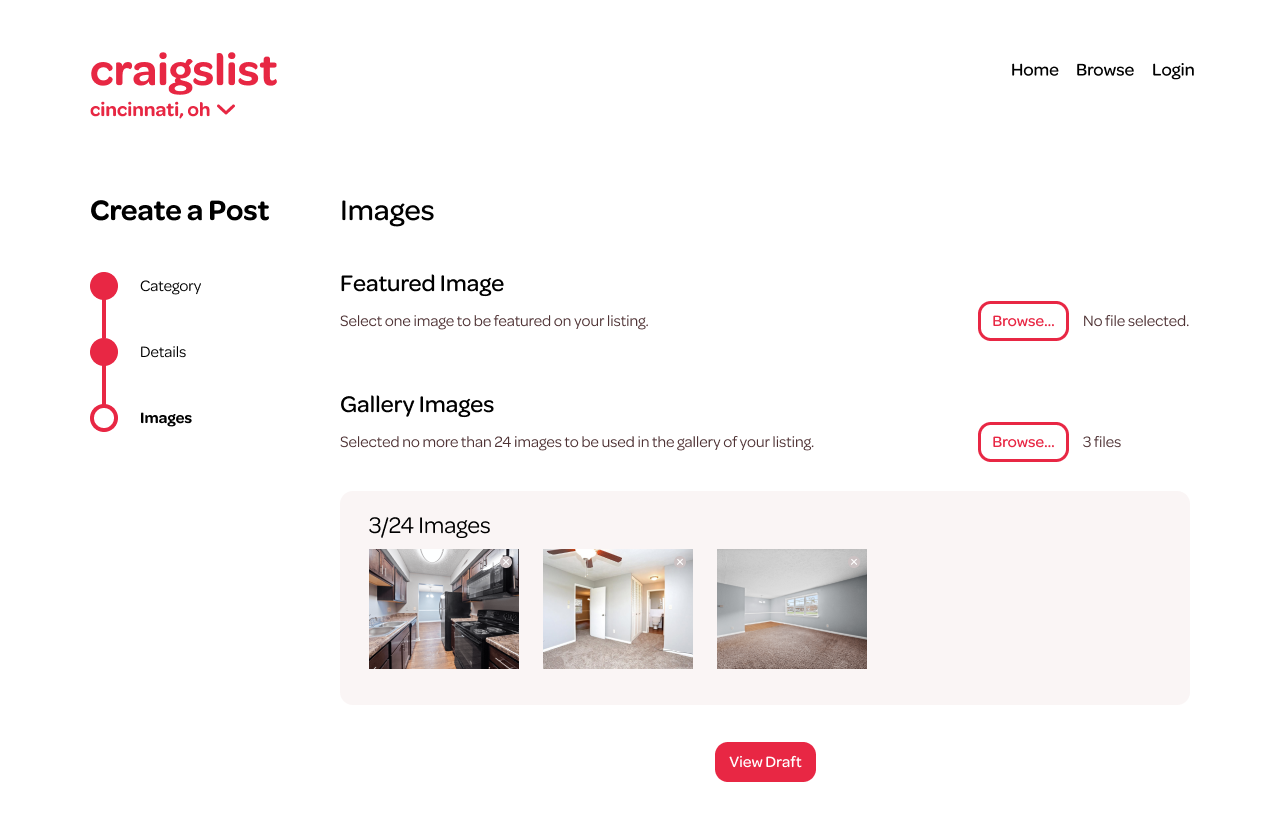 craigslist
cincinnati, oh
Home Browse Login
Create a Post
Images
Category
Details
Images
Featured Image
Select one image to be featured on your listing.
Browse... No file selected.
Gallery Images
Selected no more than 24 images to be used in the gallery of your listing.
Browse... 3 files
3/24 Images
View Draft